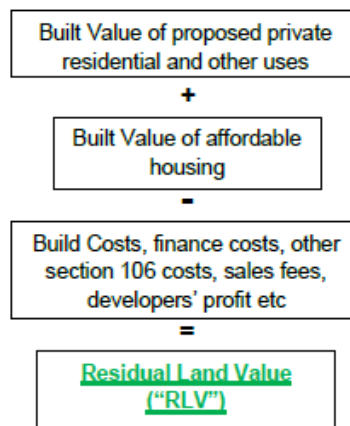 Built Value of proposed private
residential and other uses
+
Built Value of affordable
housing
-
Build Costs, finance costs, other
section 106 costs, sales fees,
developers' profit etc
=
Residual Land Value
("RLV")